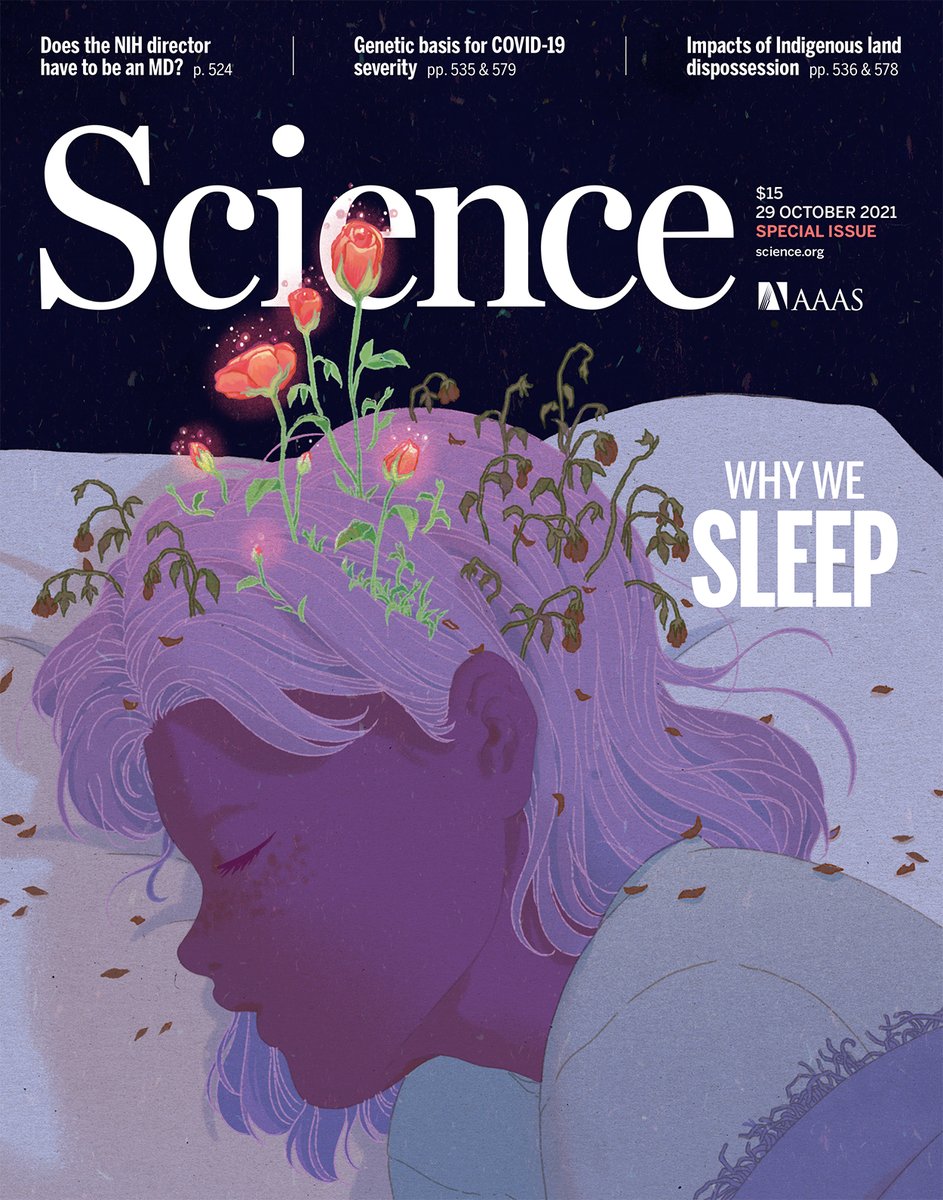 Does the NIH director
have to be an MD? p. 524
Genetic basis for COVID-19
severity pp. 535 & 579
Impacts of Indigenous land
dispossession pp. 536 & 578
Science
$15
29 OCTOBER 2021
SPECIAL ISSUE
science.org
AAAS
WHY WE
SLEEP